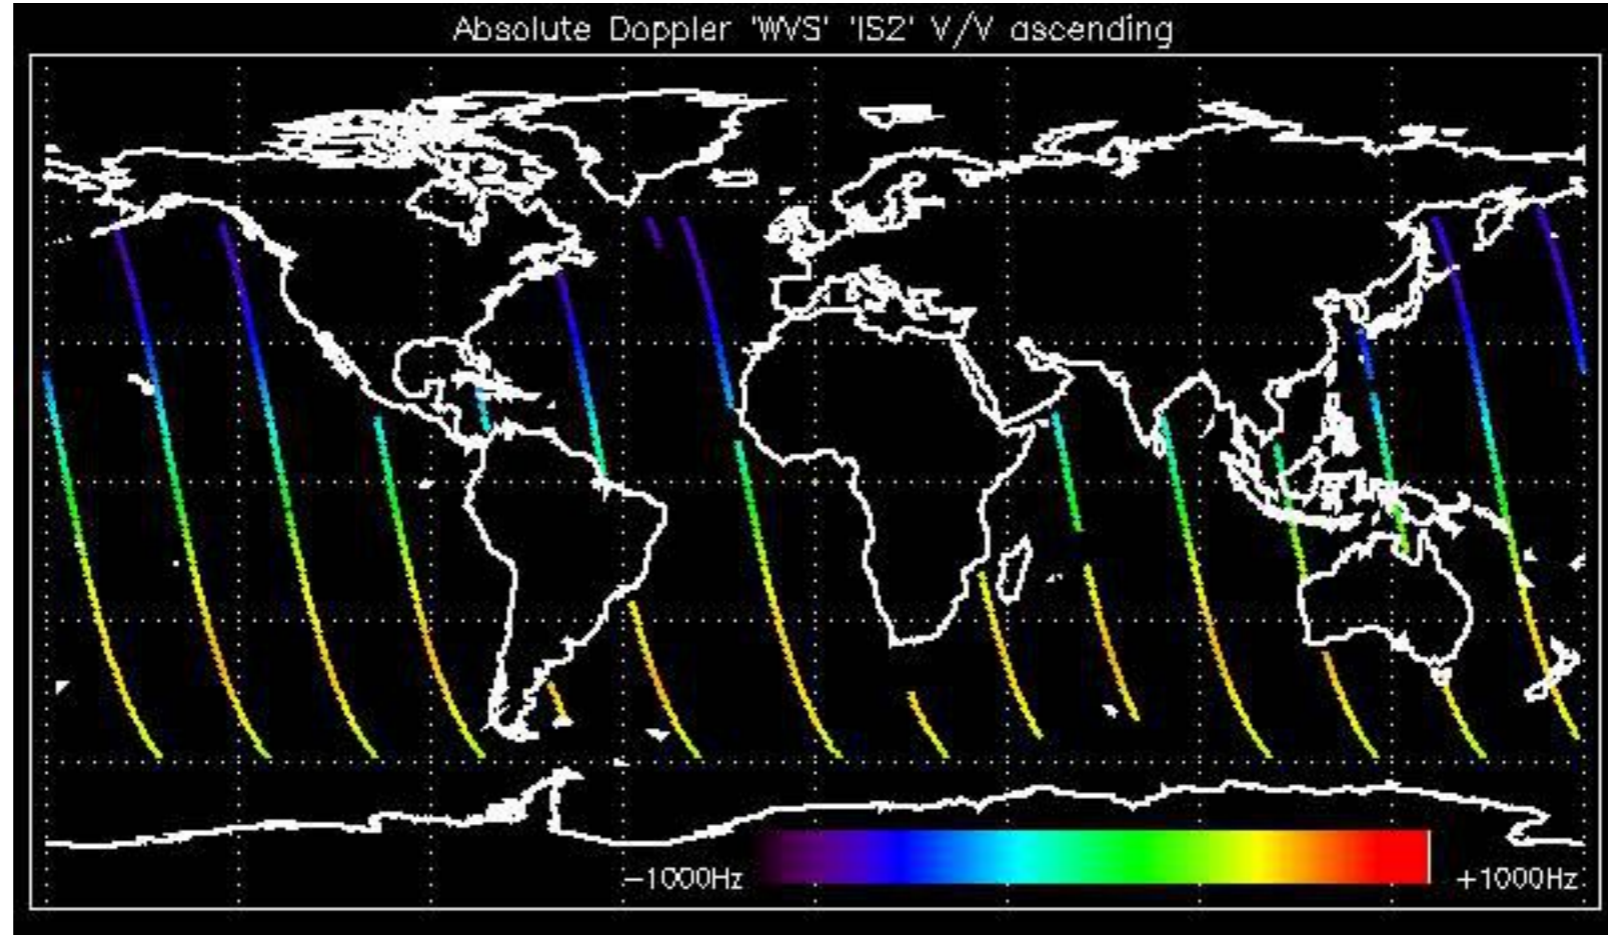 Absolute Doppler 'WVS' 'IS2' V/V ascending
-1000Hz +1000Hz